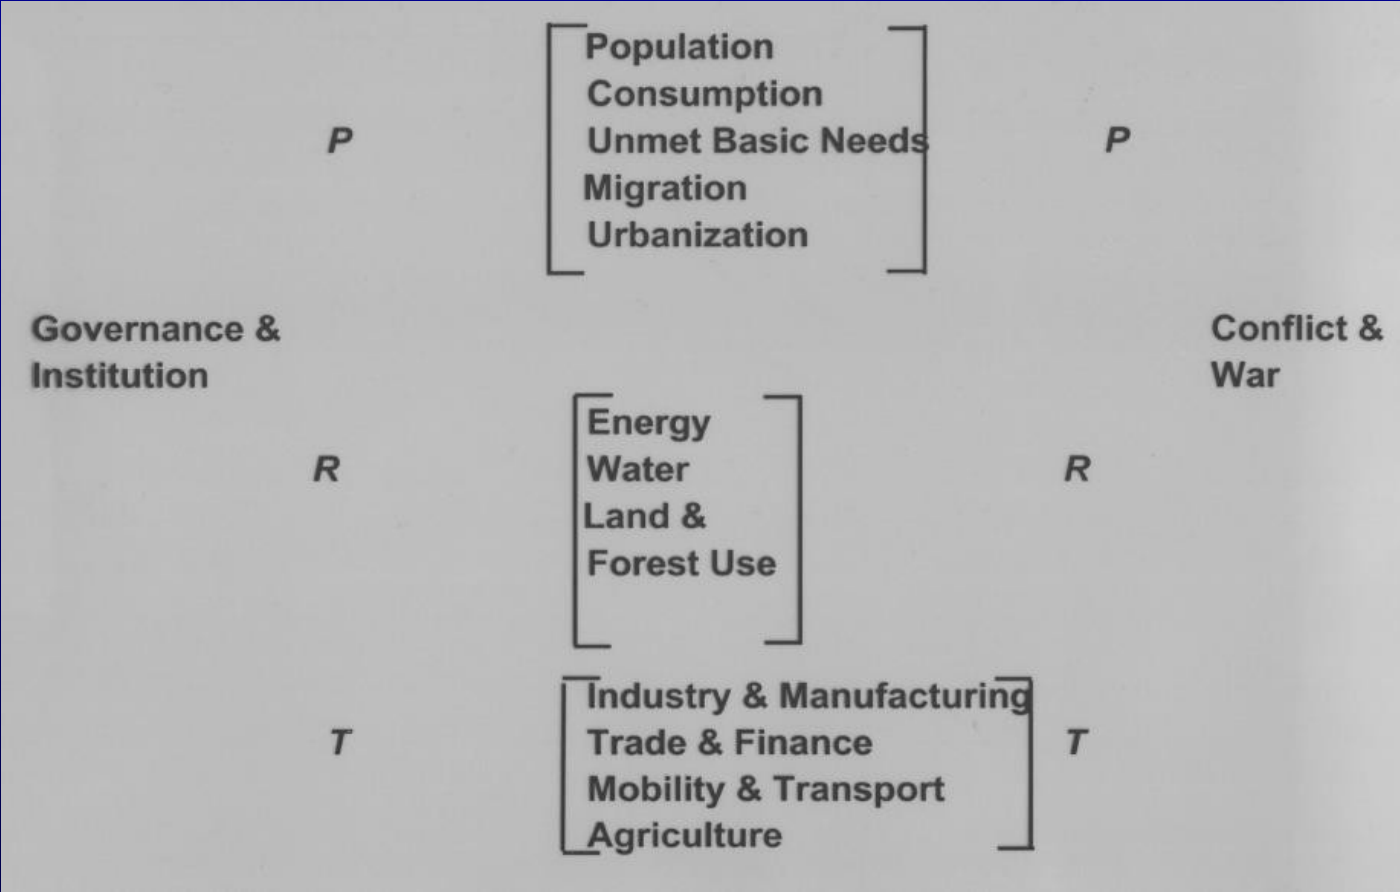 Population
Consumption
P Unmet Basic Needs P
Migration
Urbanization
Governance & Conflict &
Institution War
Energy
R Water R
Land &
Forest Use
Industry & Manufacturing
T Trade & Finance T
Mobility & Transport
Agriculture